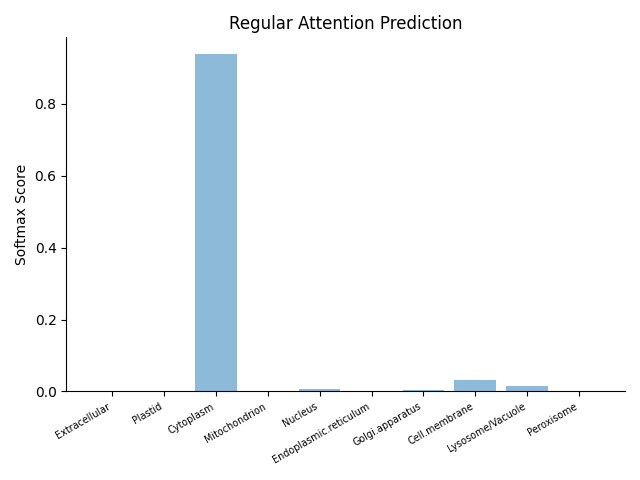 Regular Attention Prediction
Softmax Score
0.8
0.6
0.4
0.2
0.0
Extracellular
Plastid
Cytoplasm
Mitochondrion
Nucleus
Endoplasmic.reticulum
Golgi.apparatus
Cell.membrane
Lysosome/Vacuole
Peroxisome